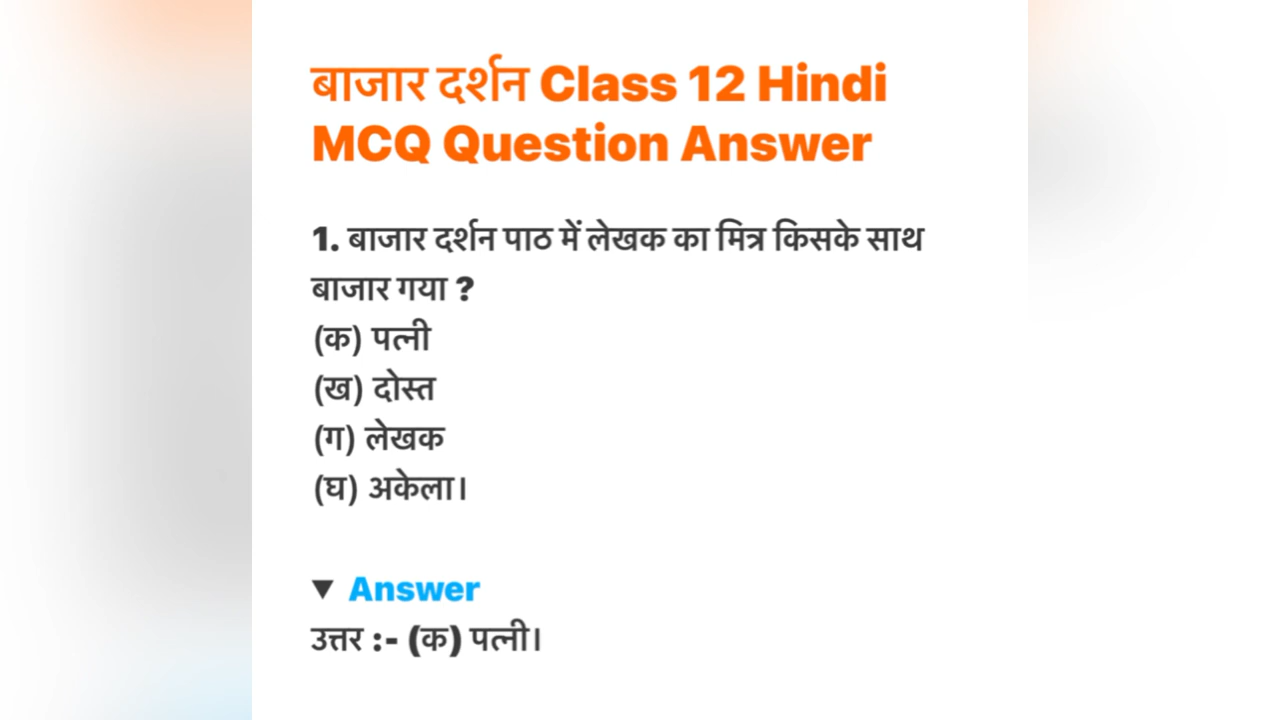 बाजार दर्शन Class 12 Hindi
MCQ Question Answer
1. बाजार दर्शन पाठ में लेखक का मित्र किसके साथ
बाजार गया ?
(क) पत्नी
(ख) दोस्त
(ग) लेखक
(घ) अकेला।
▼ Answer
उत्तर :- (क) पत्नी।